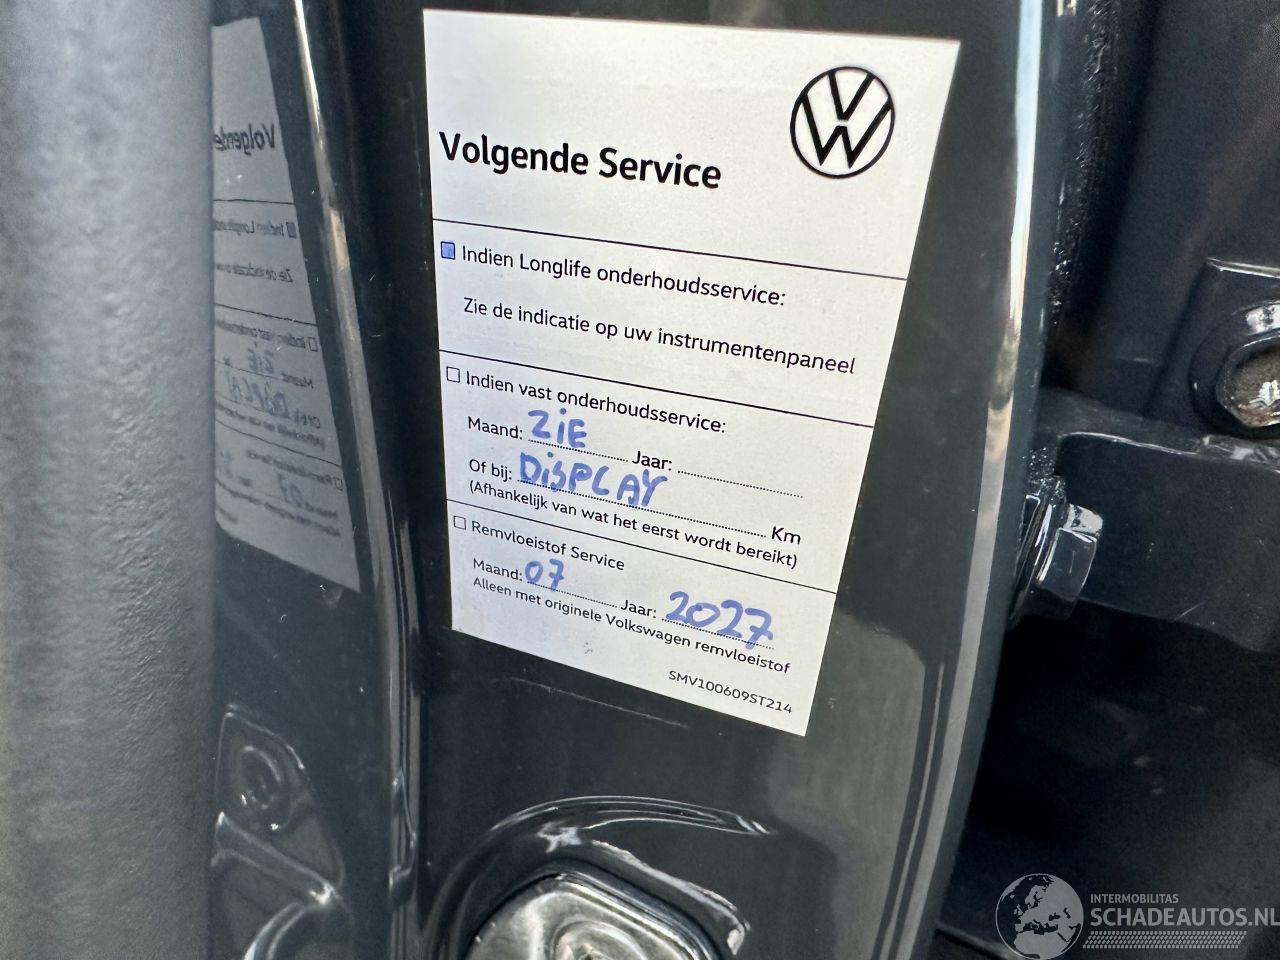 Volgende Service
Indien Longlife onderhoudsservice:
Zie de indicatie op uw instrumentenpaneel
Indien vast onderhoudsservice:
Maand: ZIE Jaar:
Of bij: DISPLAY Km
(Afhankelijk van wat het eerst wordt bereikt)
Remvloeistof Service
Maand: 07 Jaar: 2027
Alleen met originele Volkswagen remvloeistof
SMV100609ST214
INTERMOBILITAS
SCHADEAUTOS.NL